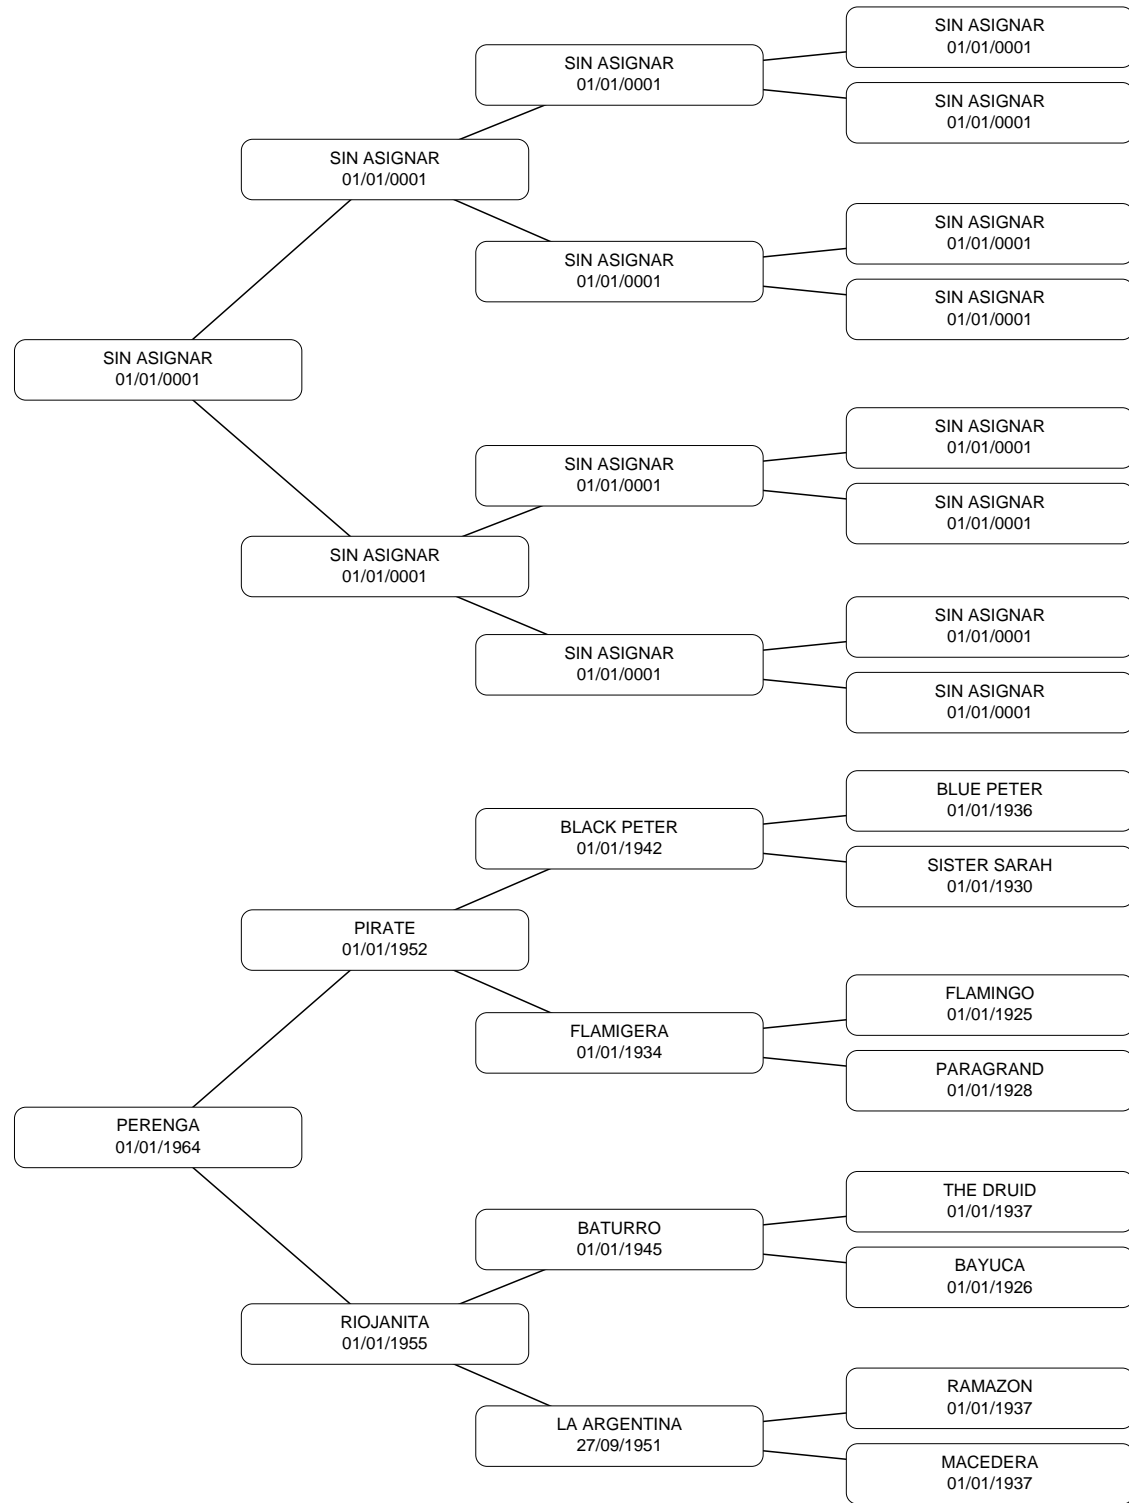 SIN ASIGNAR
01/01/0001
SIN ASIGNAR
01/01/0001
SIN ASIGNAR
01/01/0001
SIN ASIGNAR
01/01/0001
SIN ASIGNAR
01/01/0001
SIN ASIGNAR
01/01/0001
SIN ASIGNAR
01/01/0001
SIN ASIGNAR
01/01/0001
SIN ASIGNAR
01/01/0001
SIN ASIGNAR
01/01/0001
SIN ASIGNAR
01/01/0001
SIN ASIGNAR
01/01/0001
SIN ASIGNAR
01/01/0001
SIN ASIGNAR
01/01/0001
SIN ASIGNAR
01/01/0001
BLUE PETER
01/01/1936
BLACK PETER
01/01/1942
SISTER SARAH
01/01/1930
PIRATE
01/01/1952
FLAMINGO
01/01/1925
FLAMIGERA
01/01/1934
PARAGRAND
01/01/1928
PERENGA
01/01/1964
THE DRUID
01/01/1937
BATURRO
01/01/1945
BAYUCA
01/01/1926
RIOJANITA
01/01/1955
RAMAZON
01/01/1937
LA ARGENTINA
27/09/1951
MACEDERA
01/01/1937